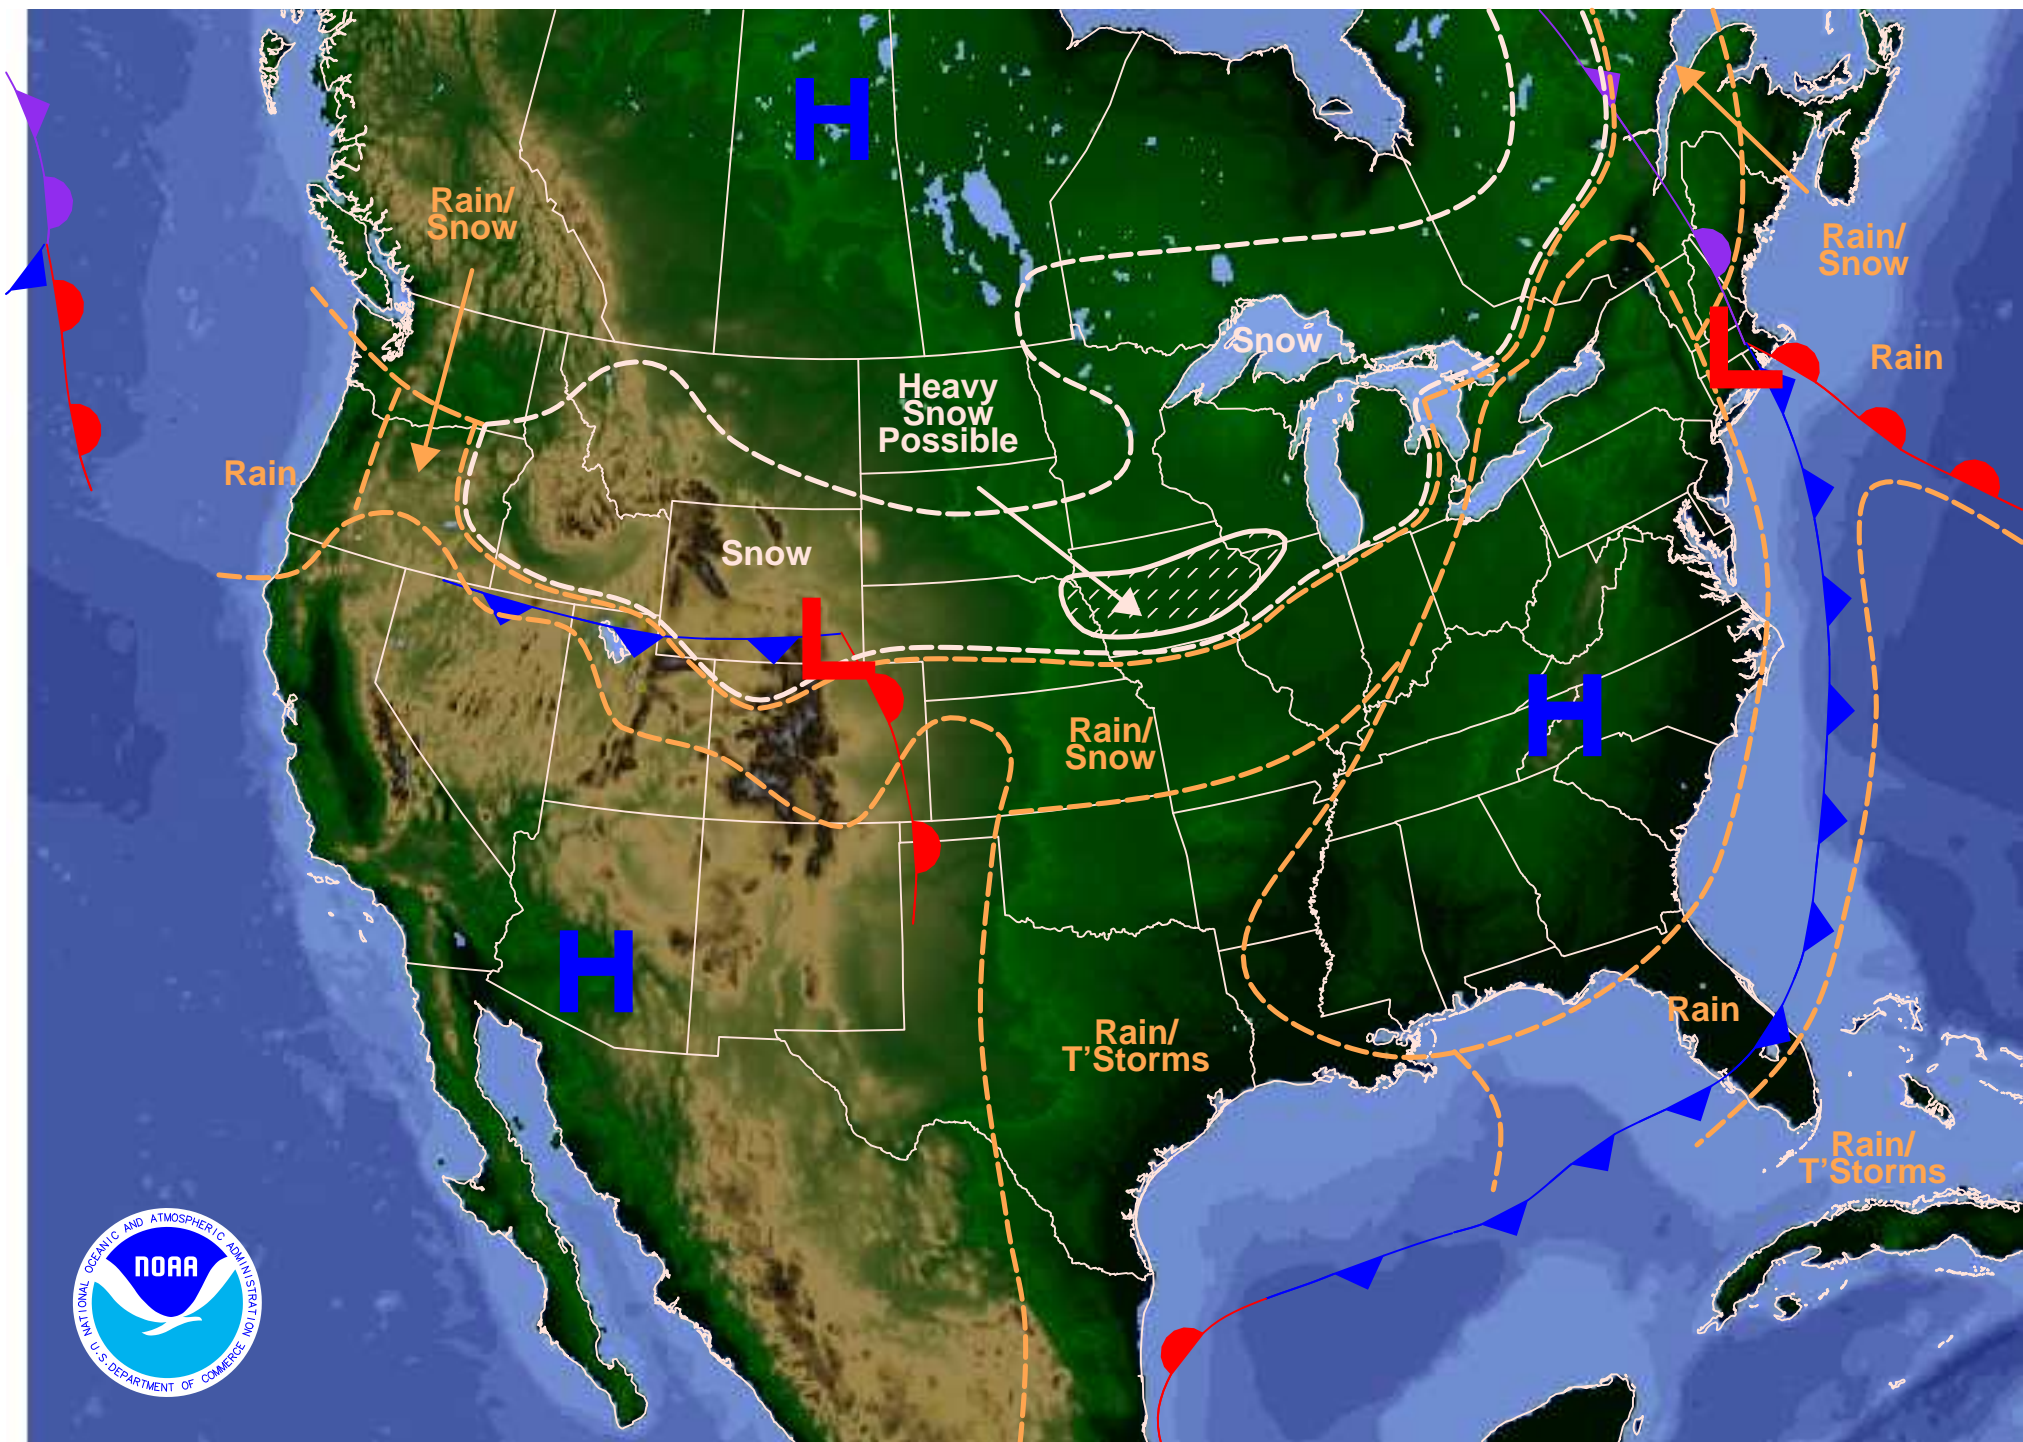 H
Rain/
Snow
Rain/
Snow
Snow
L
Rain
Heavy
Snow
Possible
Rain
Snow
L
H
Rain/
Snow
H
Rain
Rain/
T'Storms
Rain/
T'Storms
NATIONAL OCEANIC AND ATMOSPHERIC ADMINISTRATION
NOAA
U.S. DEPARTMENT OF COMMERCE